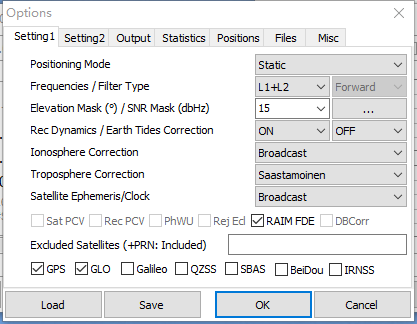 Options
Setting1 Setting2 Output Statistics Positions Files Misc
Positioning Mode Static
Frequencies / Filter Type L1+L2 Forward
Elevation Mask (°) / SNR Mask (dbHz) 15 ...
Rec Dynamics / Earth Tides Correction ON OFF
Ionosphere Correction Broadcast
Troposphere Correction Saastamoinen
Satellite Ephemeris/Clock Broadcast
Sat PCV Rec PCV PhWU Rej Ecl RAIM FDE DBCorr
Excluded Satellites (+PRN: Included)
GPS GLO Galileo QZSS SBAS BeiDou IRNSS
Load Save OK Cancel